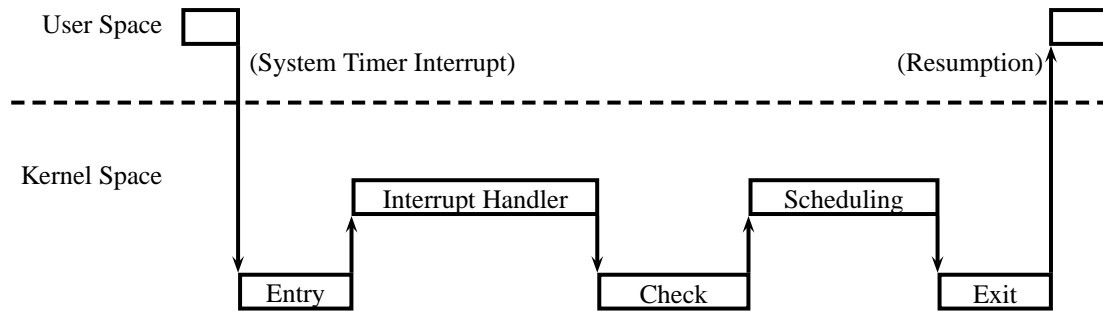 User Space
(System Timer Interrupt)
(Resumption)
Kernel Space
Interrupt Handler
Scheduling
Entry
Check
Exit